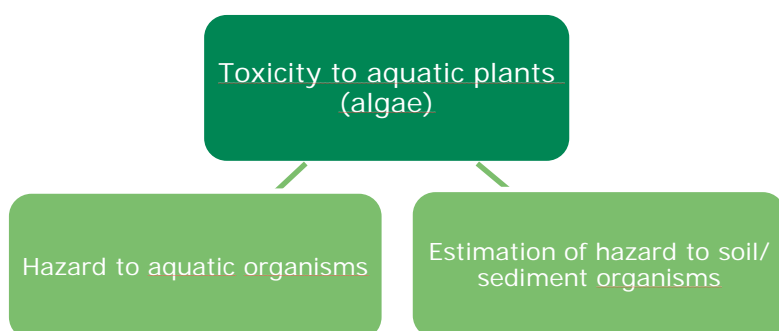 Toxicity to aquatic plants
(algae)
Hazard to aquatic organisms
Estimation of hazard to soil/
sediment organisms